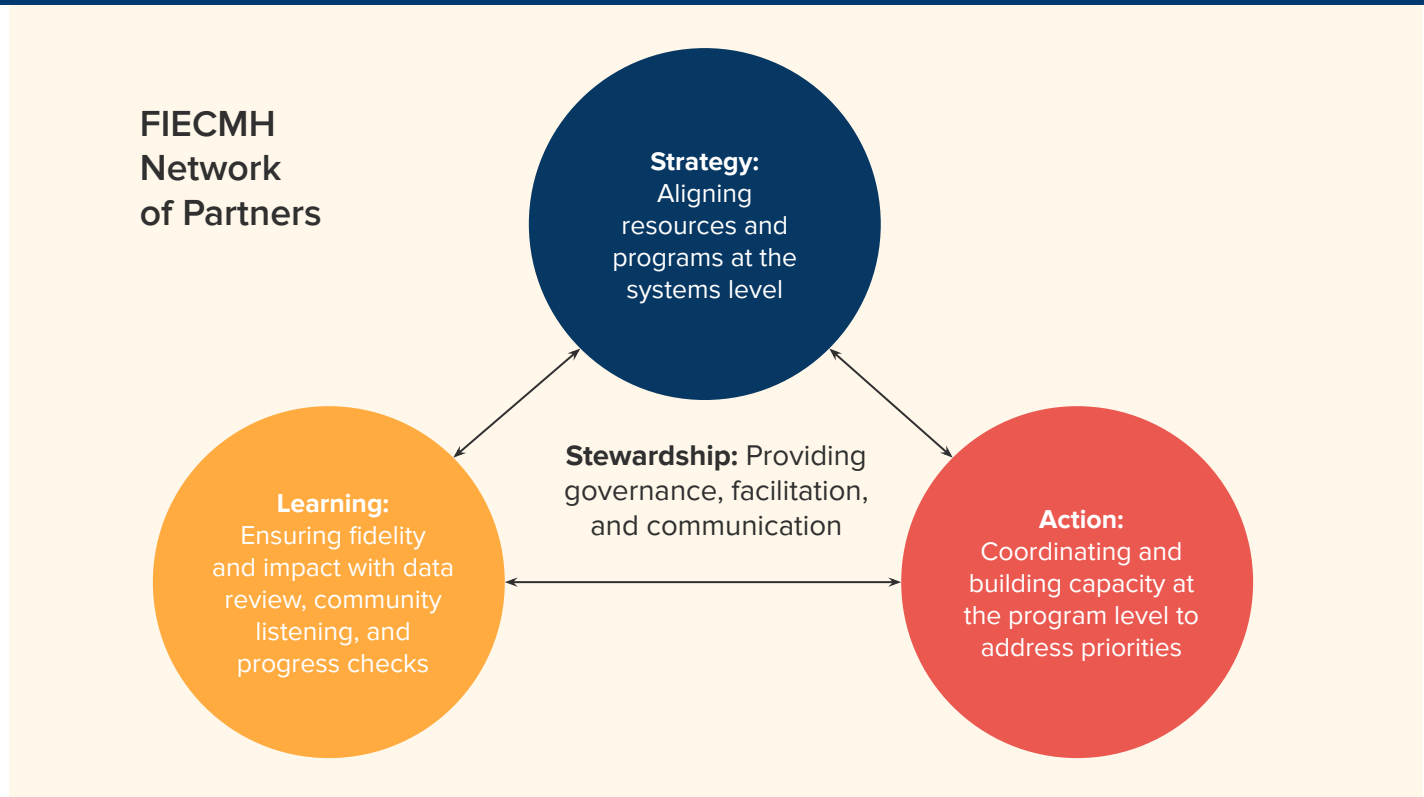 FIECMH
Network
of Partners
Strategy:
Aligning
resources and
programs at the
systems level
Stewardship: Providing
governance, facilitation,
and communication
Learning:
Ensuring fidelity
and impact with data
review, community
listening, and
progress checks
Action:
Coordinating and
building capacity at
the program level to
address priorities